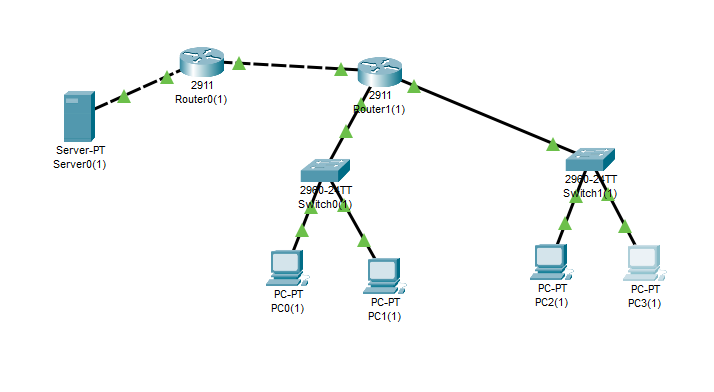 2911
Router0(1)
2911
Router1(1)
Server-PT
Server0(1)
2960-24TT
Switch0(1)
2960-24TT
Switch1(1)
PC-PT
PC0(1)
PC-PT
PC1(1)
PC-PT
PC2(1)
PC-PT
PC3(1)